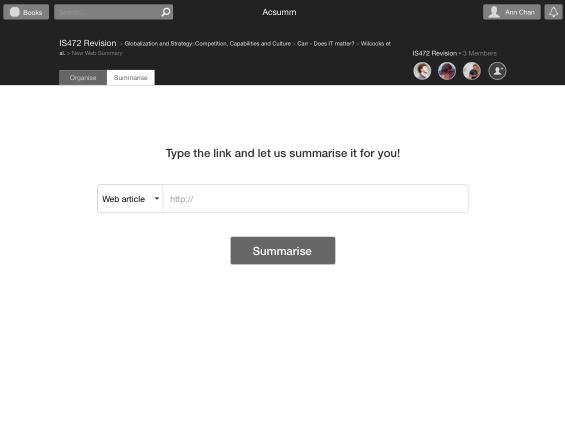 Books
Search...
Acsumm
Ann Chan
IS472 Revision > Globalization and Strategy: Competition, Capabilities and Culture > Carr - Does IT matter? > Wilcocks et
al. > New Web Summary
IS472 Revision • 3 Members
Organise
Summarise
Type the link and let us summarise it for you!
Web article
http://
Summarise